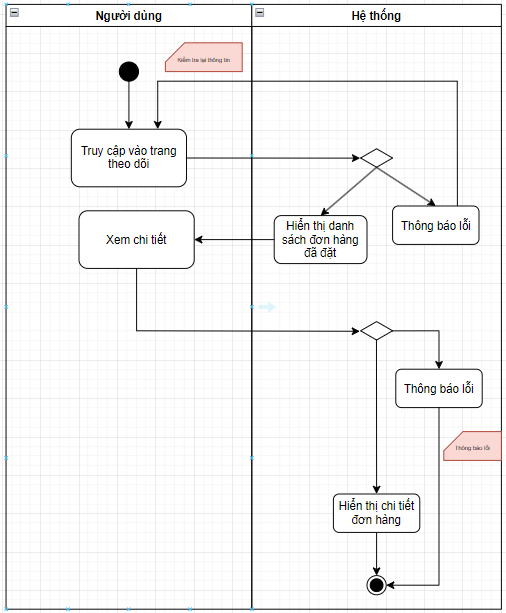 Người dùng
Hệ thống
Kiểm tra lại thông tin
Truy cập vào trang
theo dõi
Thông báo lỗi
Hiển thị danh
sách đơn hàng
đã đặt
Xem chi tiết
Thông báo lỗi
Thông báo lỗi
Hiển thị chi tiết
đơn hàng